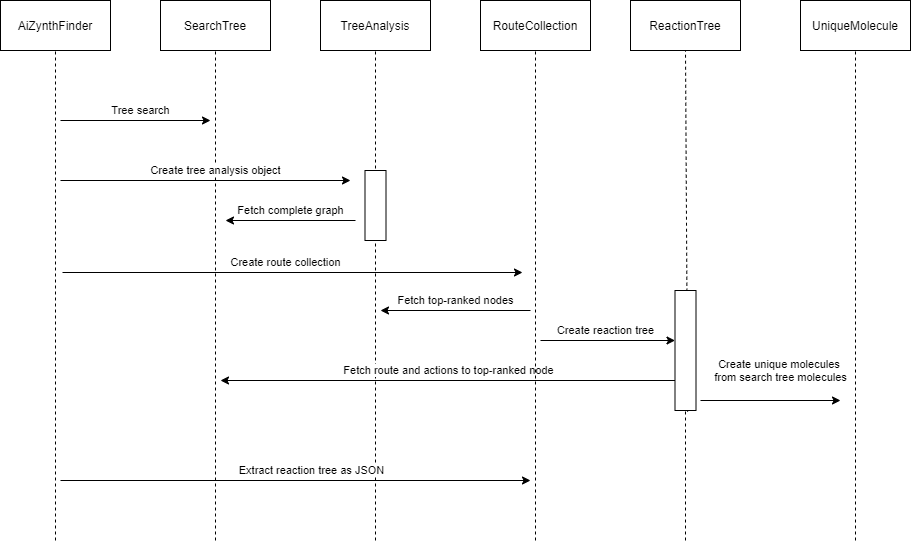 AiZynthFinder
SearchTree
TreeAnalysis
RouteCollection
ReactionTree
UniqueMolecule
Tree search
Create tree analysis object
Fetch complete graph
Create route collection
Fetch top-ranked nodes
Create reaction tree
Fetch route and actions to top-ranked node
Create unique molecules
from search tree molecules
Extract reaction tree as JSON